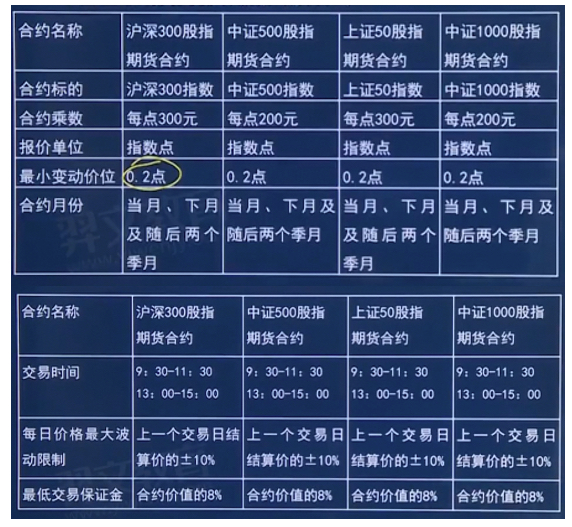 合约名称 沪深300股指期货合约 中证500股指期货合约 上证50股指期货合约 中证1000股指期货合约
合约标的 沪深300指数 中证500指数 上证50指数 中证1000指数
合约乘数 每点300元 每点200元 每点300元 每点200元
报价单位 指数点 指数点 指数点 指数点
最小变动价位 0.2点 0.2点 0.2点 0.2点
合约月份 当月、下月及随后两个季月 当月、下月及随后两个季月 当月、下月及随后两个季月 当月、下月及随后两个季月
合约名称 沪深300股指期货合约 中证500股指期货合约 上证50股指期货合约 中证1000股指期货合约
交易时间 9：30-11：30 9：30-11：30 9：30-11：30 9：30-11：30
13：00-15：00 13：00-15：00 13：00-15：00 13：00-15：00
每日价格最大波动限制 上一个交易日结算价的±10% 上一个交易日结算价的±10% 上一个交易日结算价的±10% 上一个交易日结算价的±10%
最低交易保证金 合约价值的8% 合约价值的8% 合约价值的8% 合约价值的8%